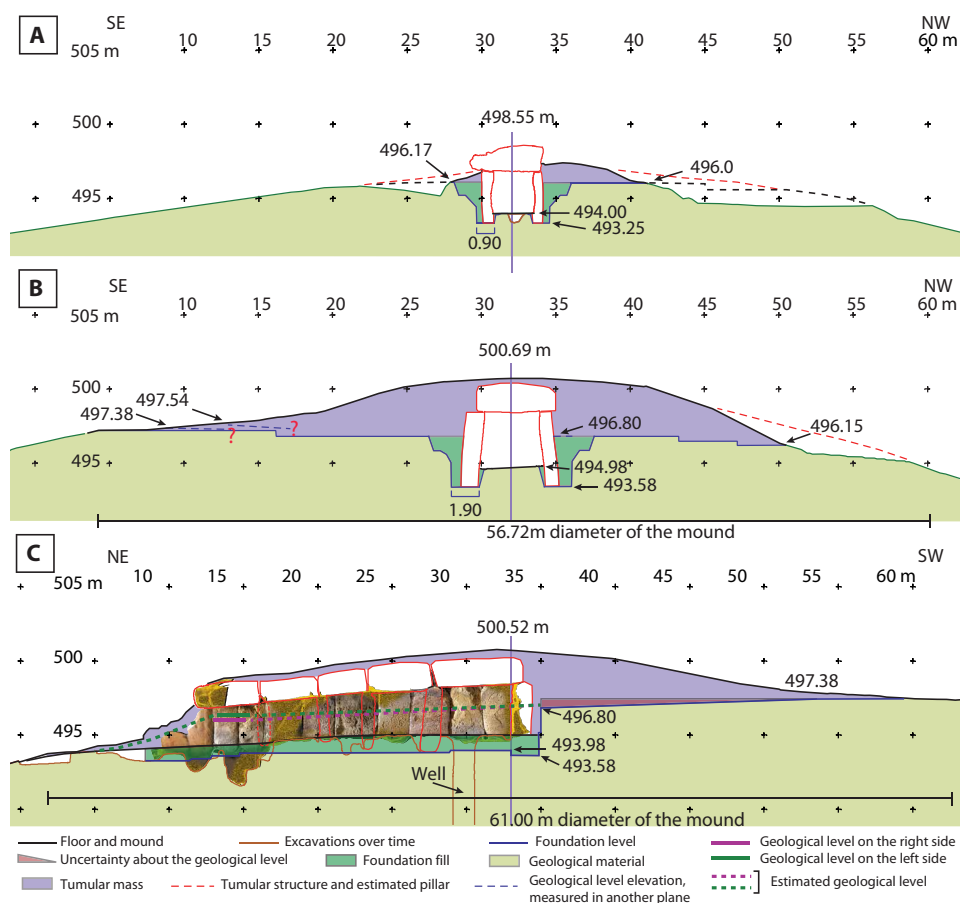 A
SE
NW
505 m
10 15 20 25 30 35 40 45 50 55 60 m
500
498.55 m
496.17
496.0
495
494.00
493.25
0.90
B
SE
NW
505 m
10 15 20 25 30 35 40 45 50 55 60 m
500.69 m
500
497.54
497.38
?
?
496.80
496.15
495
494.98
493.58
1.90
56.72m diameter of the mound
C
NE
SW
505 m
10 15 20 25 30 35 40 45 50 55 60 m
500.52 m
500
497.38
496.80
495
493.98
493.58
Well
61.00 m diameter of the mound
Floor and mound
Excavations over time
Foundation level
Geological level on the right side
Uncertainty about the geological level
Foundation fill
Geological material
Geological level on the left side
Tumular mass
Tumular structure and estimated pillar
Geological level elevation,
measured in another plane
Estimated geological level